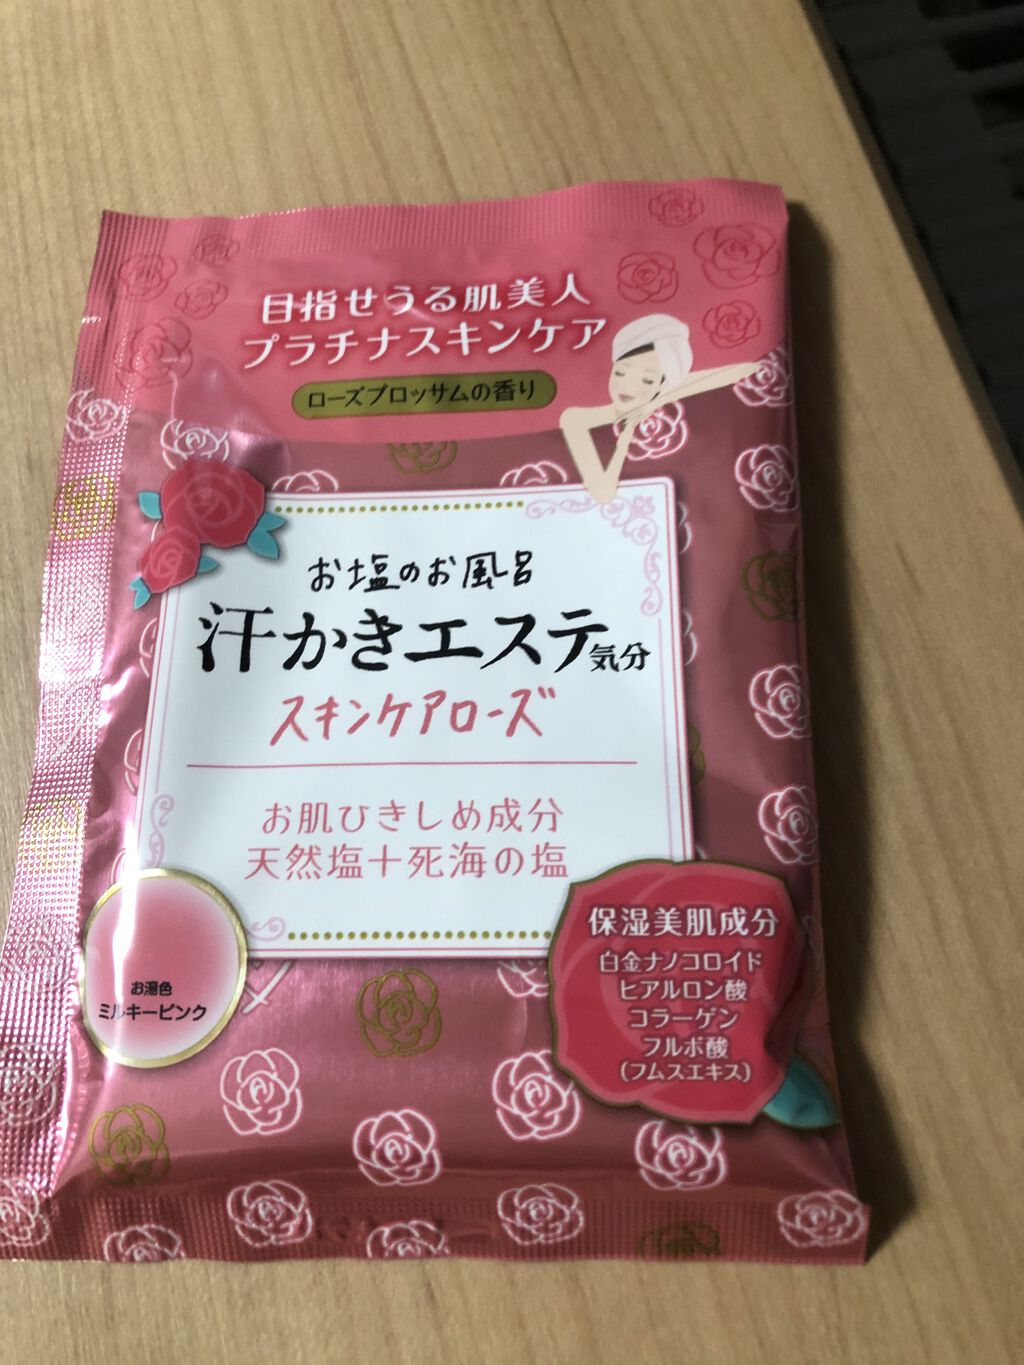 目指せうる肌美人
プラチナスキンケア
ローズブロッサムの香り
お塩のお風呂
汗かきエステ気分
スキンケアローズ
お肌ひきしめ成分
天然塩＋死海の塩
保湿美肌成分
白金ナノコロイド
ヒアルロン酸
コラーゲン
フルボ酸
(フムスエキス)
お湯色
ミルキーピンク